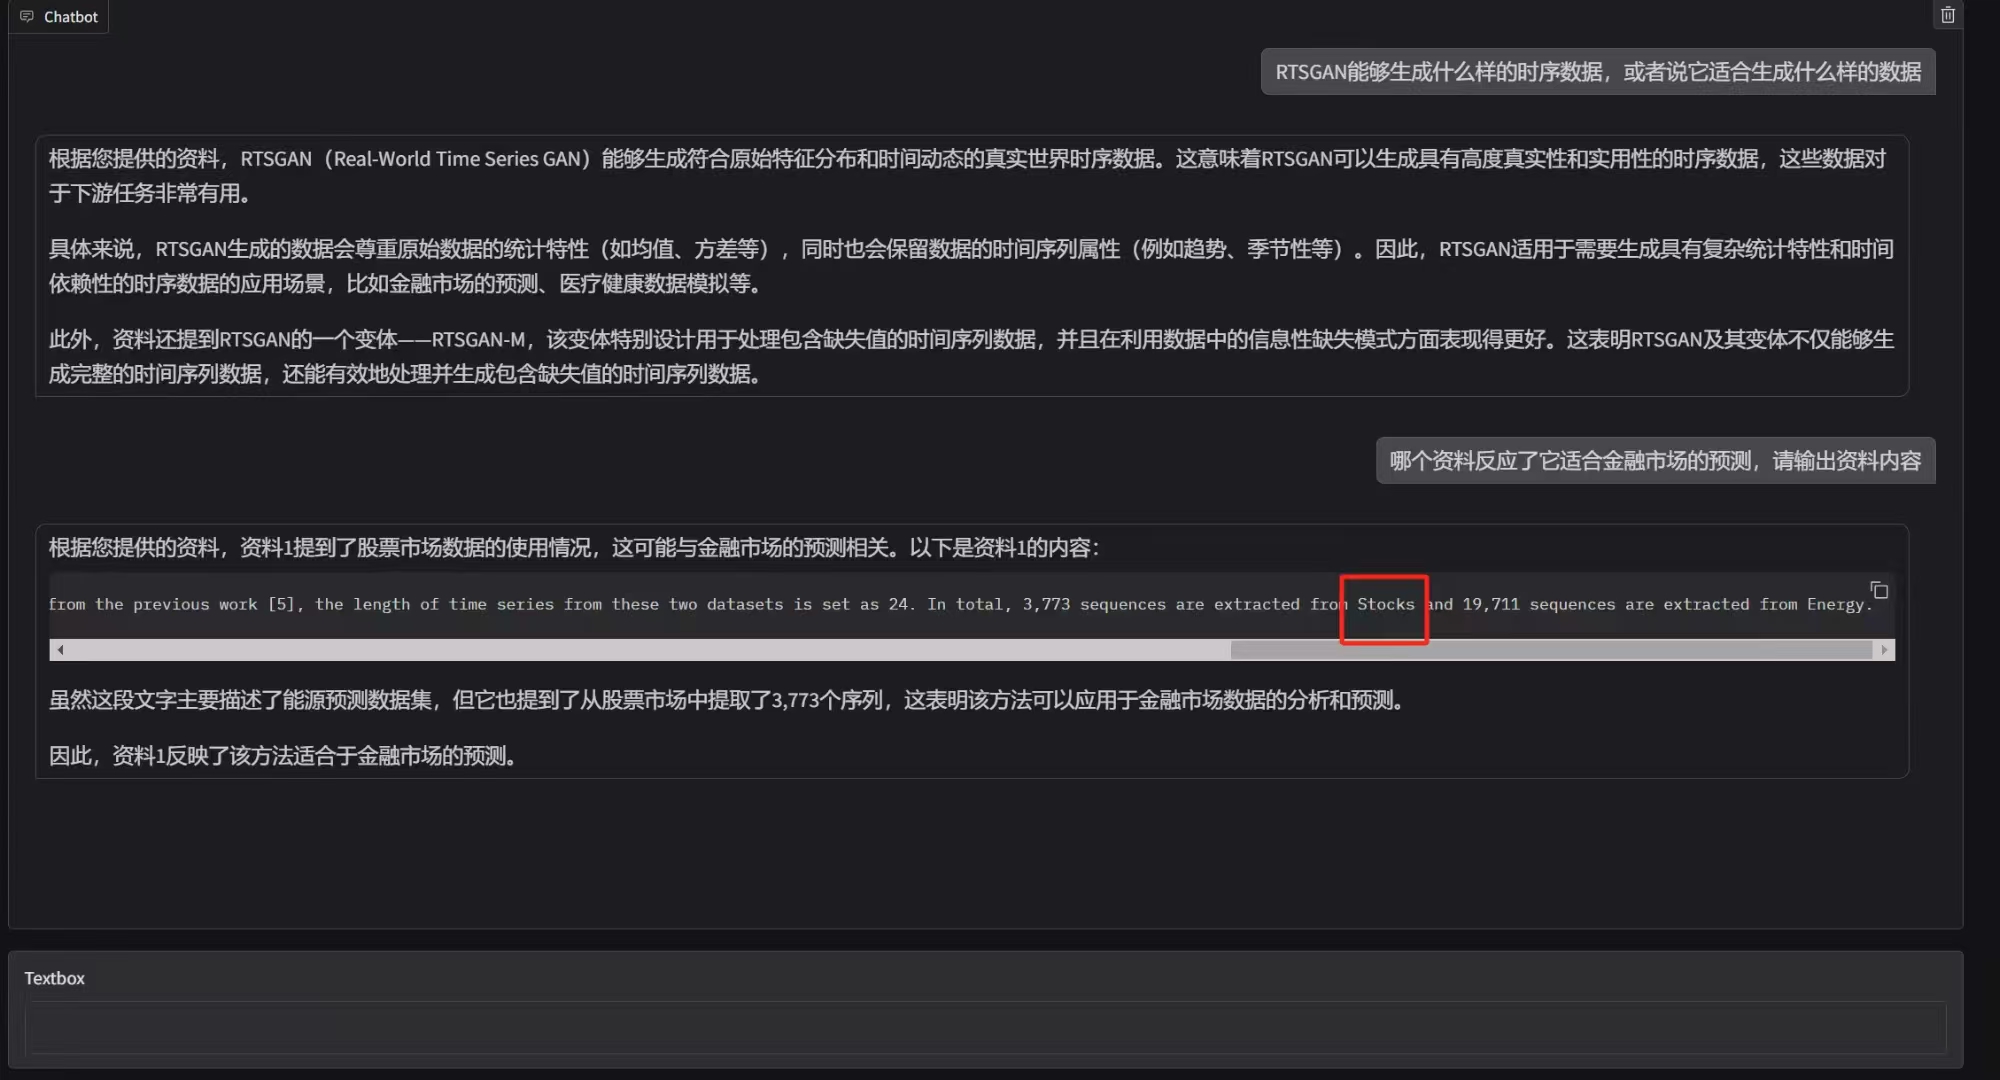 Chatbot
RTSGAN能够生成什么样的时序数据，或者说它适合生成什么样的数据
根据您提供的资料，RTSGAN（Real-World Time Series GAN）能够生成符合原始特征分布和时间动态的真实世界时序数据。这意味着RTSGAN可以生成具有高度真实性和实用性的时序数据，这些数据对
于下游任务非常有用。
具体来说，RTSGAN生成的数据会尊重原始数据的统计特性（如均值、方差等），同时也会保留数据的时间序列属性（例如趋势、季节性等）。因此，RTSGAN适用于需要生成具有复杂统计特性和时间
依赖性的时序数据的应用场景，比如金融市场的预测、医疗健康数据模拟等。
此外，资料还提到RTSGAN的一个变体——RTSGAN-M，该变体特别设计用于处理包含缺失值的时间序列数据，并且在利用数据中的信息性缺失模式方面表现得更好。这表明RTSGAN及其变体不仅能够生
成完整的时间序列数据，还能有效地处理并生成包含缺失值的时间序列数据。
哪个资料反应了它适合金融市场的预测，请输出资料内容
根据您提供的资料，资料1提到了股票市场数据的使用情况，这可能与金融市场的预测相关。以下是资料1的内容：
from the previous work [5], the length of time series from these two datasets is set as 24. In total, 3,773 sequences are extracted from Stocks and 19,711 sequences are extracted from Energy.
虽然这段文字主要描述了能源预测数据集，但它也提到了从股票市场中提取了3,773个序列，这表明该方法可以应用于金融市场数据的分析和预测。
因此，资料1反映了该方法适合于金融市场的预测。
Textbox